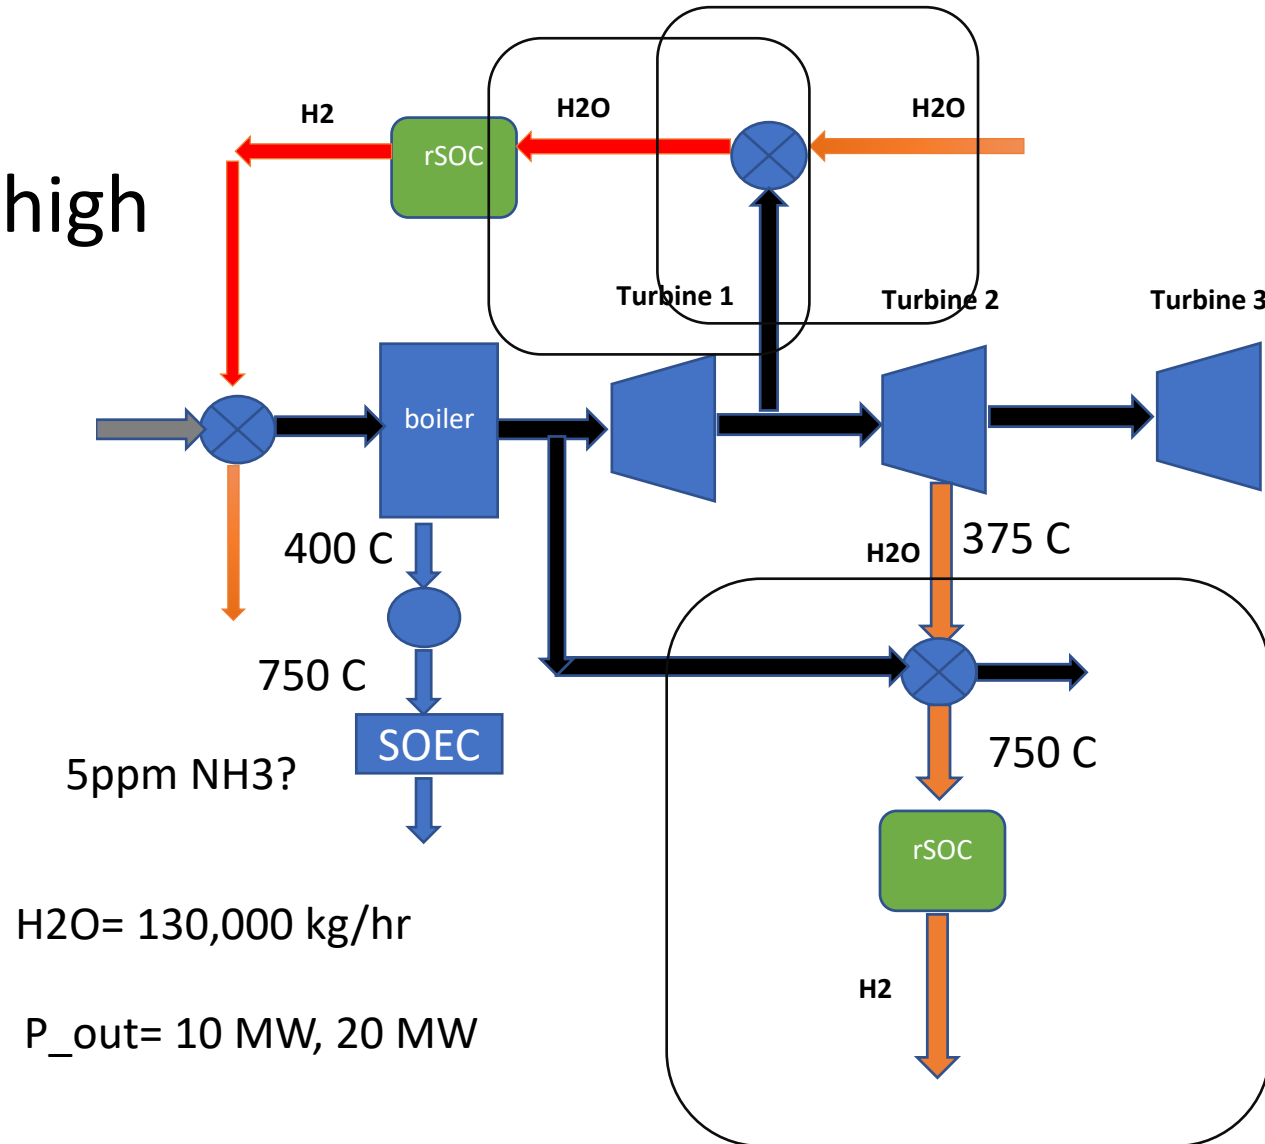 H2
H2O
H2O
rSOC
high
Turbine 1
Turbine 2
Turbine 3
boiler
400 C
H2O
375 C
750 C
SOEC
750 C
5ppm NH3?
rSOC
H2O= 130,000 kg/hr
H2
P_out= 10 MW, 20 MW